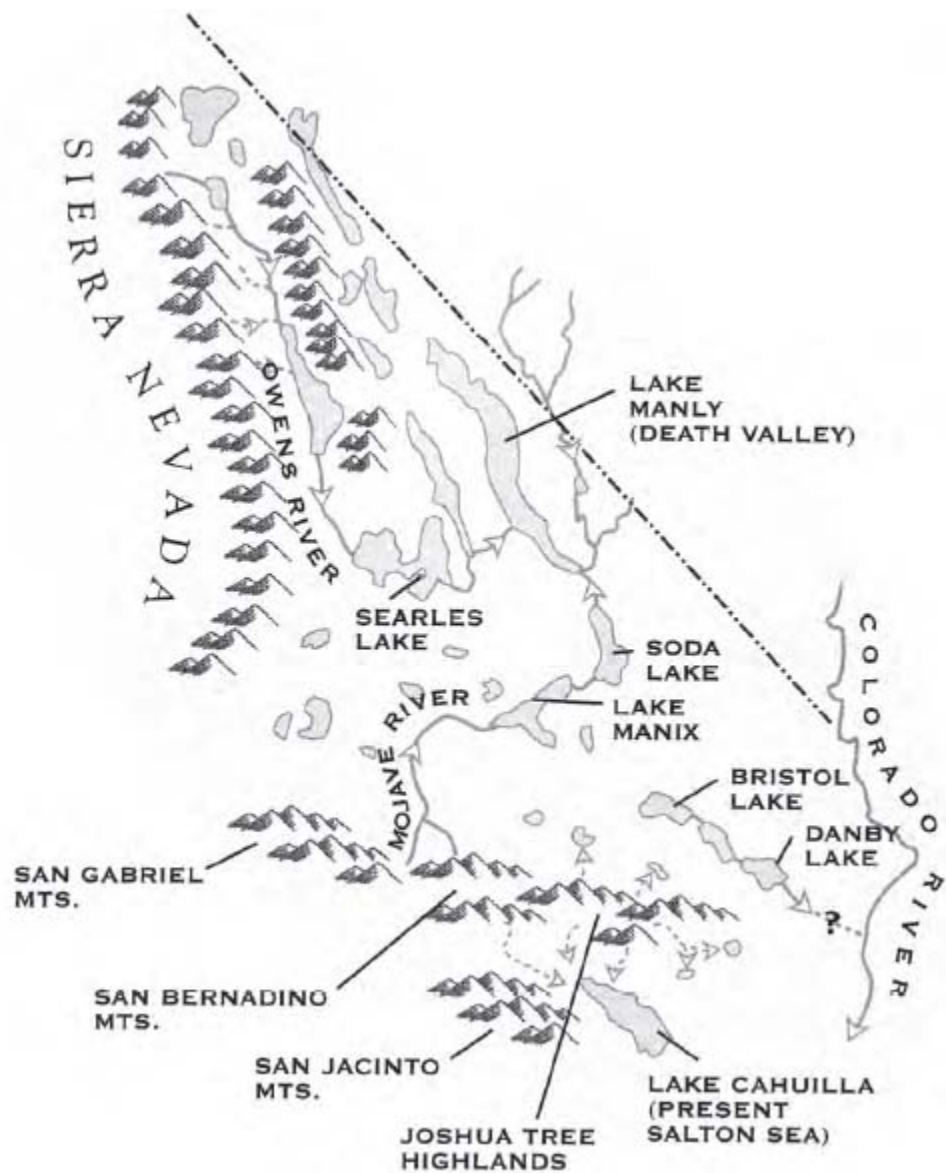 SIERRA NEVADA
OWENS RIVER
LAKE
MANLY
(DEATH VALLEY)
SEARLES
LAKE
SODA
LAKE
LAKE
MANIX
MOJAVE RIVER
COLORADO RIVER
BRISTOL
LAKE
DANBY
LAKE
?
SAN GABRIEL
MTS.
SAN BERNADINO
MTS.
SAN JACINTO
MTS.
JOSHUA TREE
HIGHLANDS
LAKE CAHUILLA
(PRESENT
SALTON SEA)